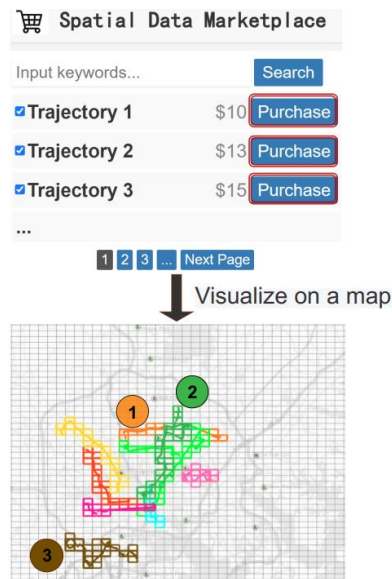 Spatial Data Marketplace
Input keywords... Search
Trajectory 1 $10 Purchase
Trajectory 2 $13 Purchase
Trajectory 3 $15 Purchase
...
1 2 3 ... Next Page
Visualize on a map
2
1
3